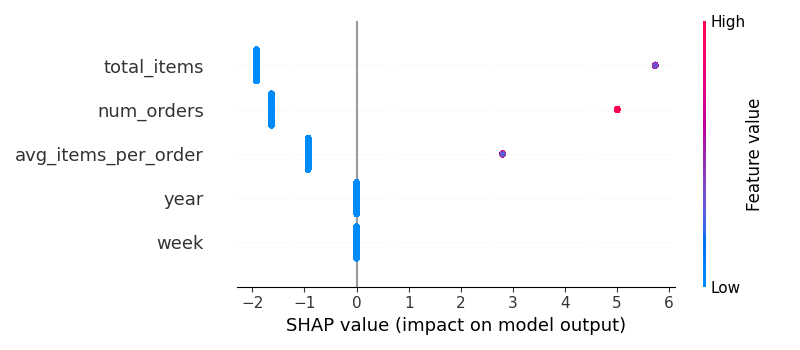 High
total_items
num_orders
avg_items_per_order
year
week
Feature value
Low
−2 −1 0 1 2 3 4 5 6
SHAP value (impact on model output)